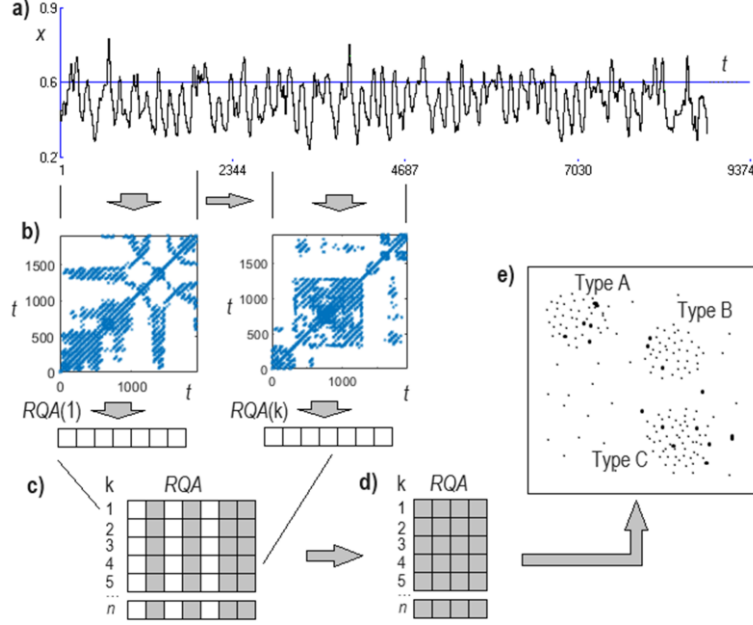 a)
0.9
x
t
0.6
0.2
1
2344
4687
7030
9374
b)
1500
1000
500
0
t
0
1000
t
1500
1000
500
0
t
0
1000
t
RQA(1)
RQA(k)
c)
k
RQA
1
2
3
4
5
...
n
d)
k
RQA
1
2
3
4
5
...
n
e)
Type A
Type B
Type C